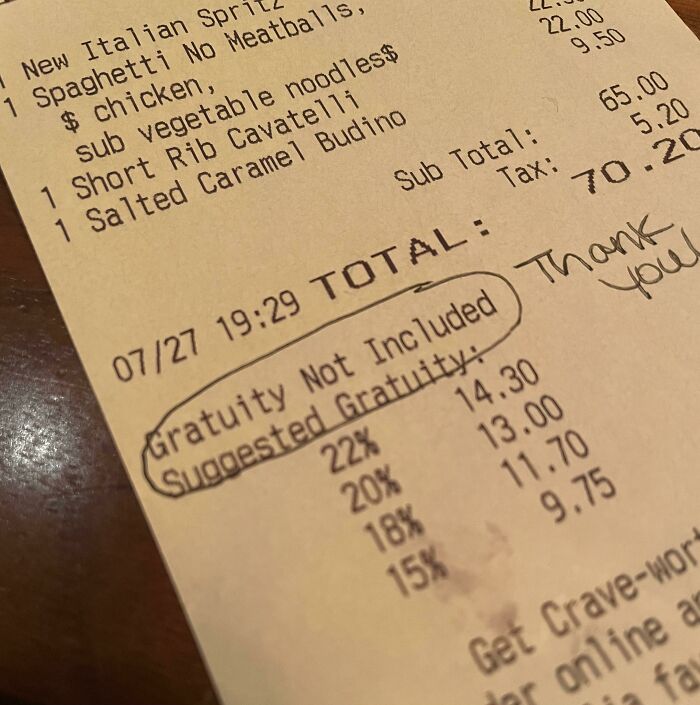 1 New Italian Spritz
1 Spaghetti No Meatballs,
$ chicken,
sub vegetable noodles$
1 Short Rib Cavatelli 22.00
1 Salted Caramel Budino 9.50
Sub Total: 65.00
Tax: 5.20
07/27 19:29 TOTAL: 70.20
Thank
you!
Gratuity Not Included
Suggested Gratuity:
22% 14.30
20% 13.00
18% 11.70
15% 9.75
Get
online